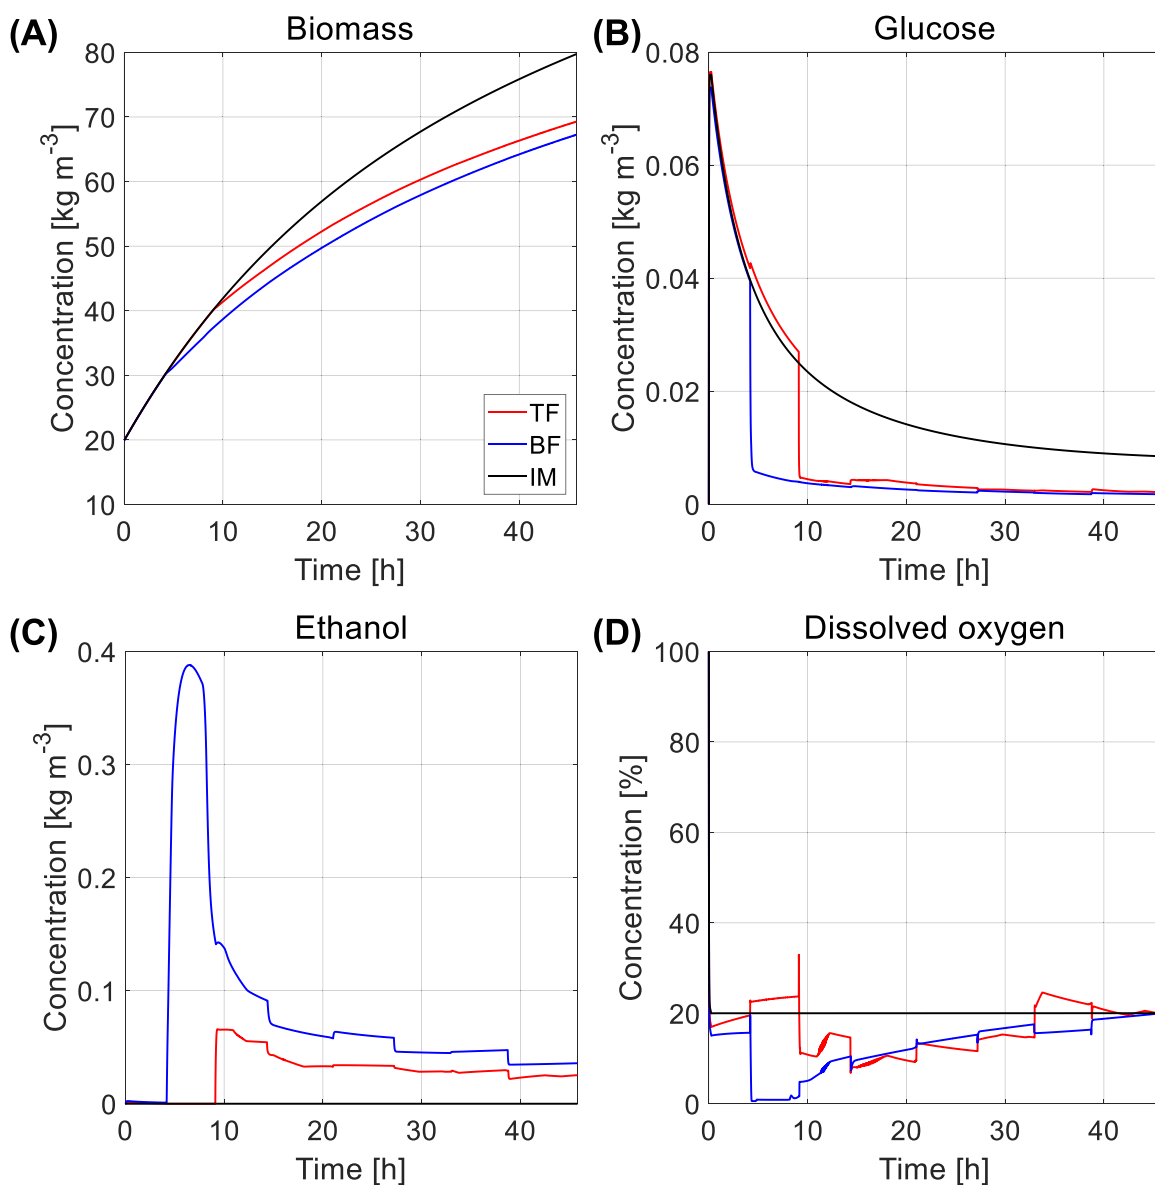 (A)
Biomass
Concentration [kg m-3]
80
70
60
50
40
30
20
10
0
10
20
30
40
Time [h]
TF
BF
IM
(B)
Glucose
Concentration [kg m-3]
0.08
0.06
0.04
0.02
0
0
10
20
30
40
Time [h]
(C)
Ethanol
Concentration [kg m-3]
0.4
0.3
0.2
0.1
0
0
10
20
30
40
Time [h]
(D)
Dissolved oxygen
Concentration [%]
100
80
60
40
20
0
0
10
20
30
40
Time [h]